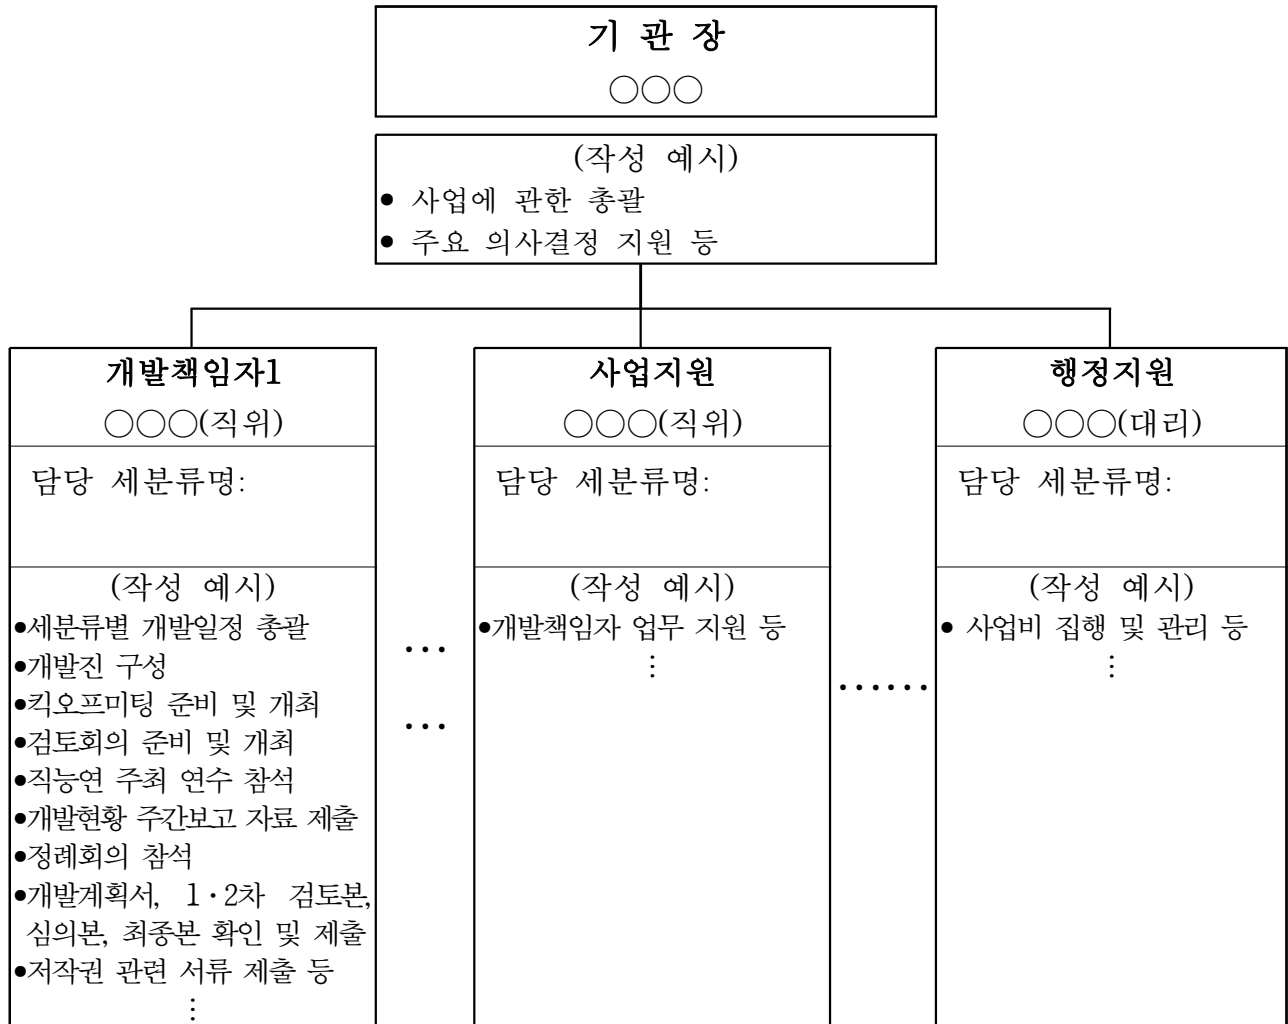 기 관 장
○○○
(작성 예시)
● 사업에 관한 총괄
● 주요 의사결정 지원 등
개발책임자1
○○○(직위)
담당 세분류명:
(작성 예시)
●세분류별 개발일정 총괄
●개발진 구성
●킥오프미팅 준비 및 개최
●검토회의 준비 및 개최
●직능연 주최 연수 참석
●개발현황 주간보고 자료 제출
●정례회의 참석
●개발계획서, 1·2차 검토본,
심의본, 최종본 확인 및 제출
●저작권 관련 서류 제출 등
⋮
…
…
사업지원
○○○(직위)
담당 세분류명:
(작성 예시)
●개발책임자 업무 지원 등
⋮
……
행정지원
○○○(대리)
담당 세분류명:
(작성 예시)
● 사업비 집행 및 관리 등
⋮